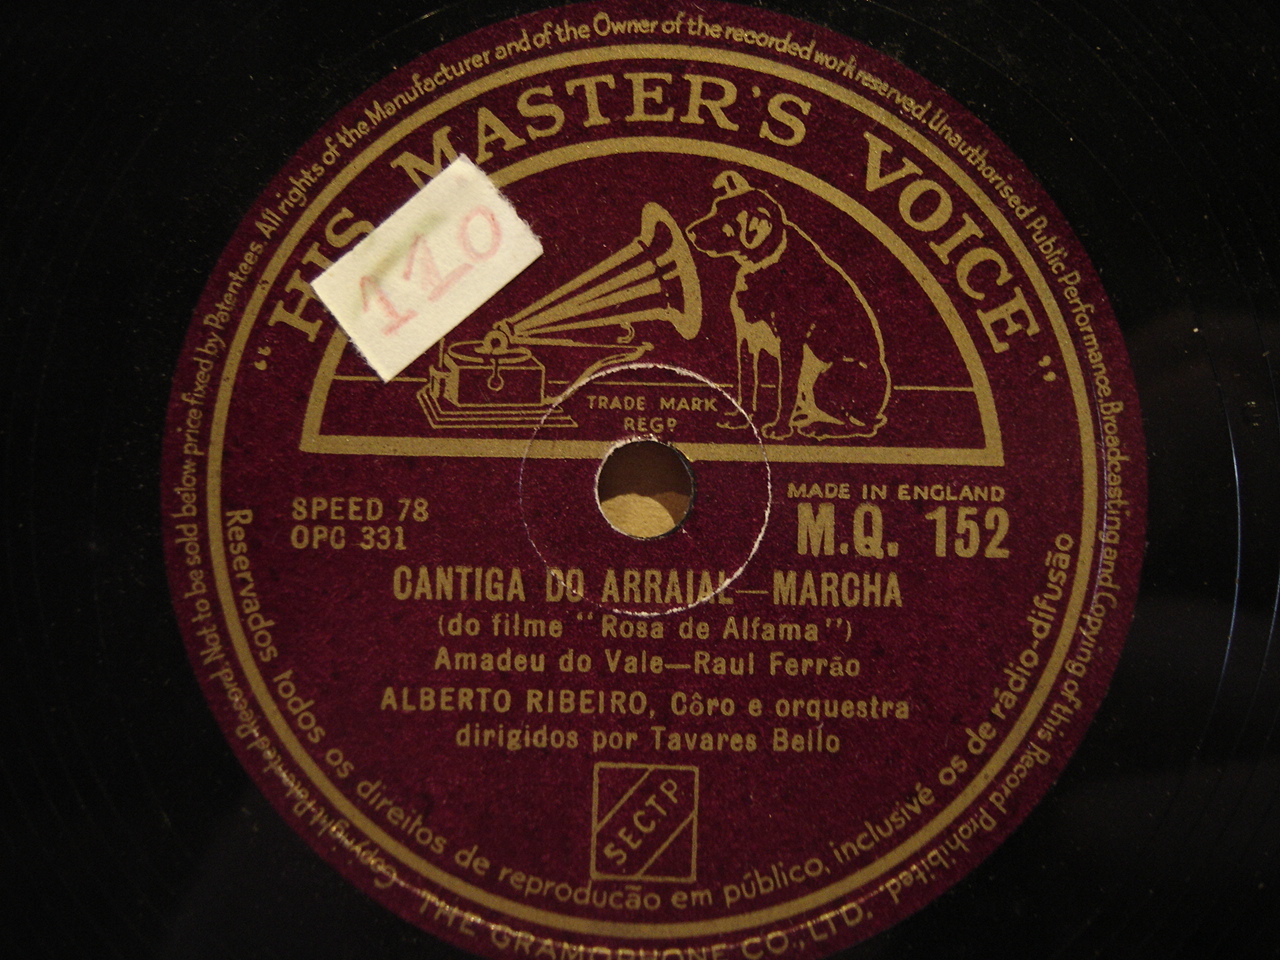 Copyright. Patented. Record. Not to be sold below price fixed by Patentees. All rights of the Manufacturer and of the Owner of the recorded work reserved. Unauthorised Public Performance, Broadcasting and Copying of this Record Prohibited.
"HIS MASTER'S VOICE"
110
TRADE MARK
REGD
SPEED 78
OPC 331
MADE IN ENGLAND
M.Q. 152
CANTIGA DO ARRAIAL—MARCHA
(do filme "Rosa de Alfama")
Amadeu do Vale—Raul Ferrão
ALBERTO RIBEIRO, Côro e orquestra
dirigidos por Tavares Bello
SECTP
Reservados todos os direitos de reproducão em público, inclusivé os de rádio-difusão
THE GRAMOPHONE CO., LTD.